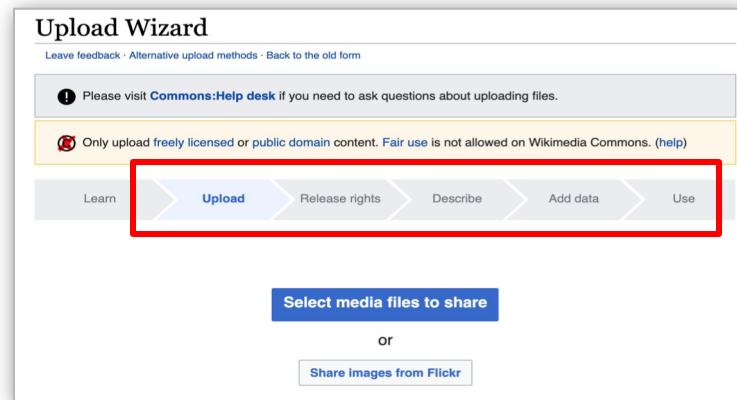 Upload Wizard
Leave feedback · Alternative upload methods · Back to the old form
Please visit Commons:Help desk if you need to ask questions about uploading files.
Only upload freely licensed or public domain content. Fair use is not allowed on Wikimedia Commons. (help)
Learn Upload Release rights Describe Add data Use
Select media files to share
or
Share images from Flickr